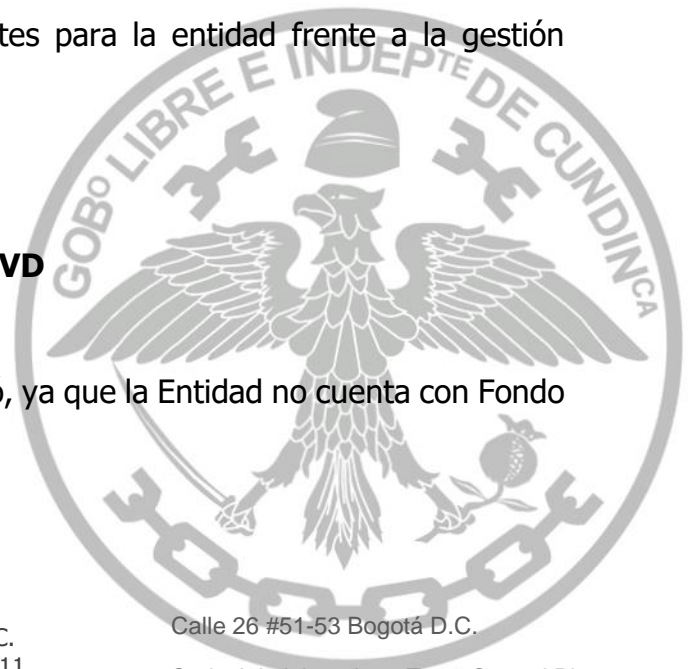 tes para la entidad frente a la gestión
GOBº LIBRE E INDEPTE DE CUNDINCA
VD
, ya que la Entidad no cuenta con Fondo
C.
Calle 26 #51-53 Bogotá D.C.
11